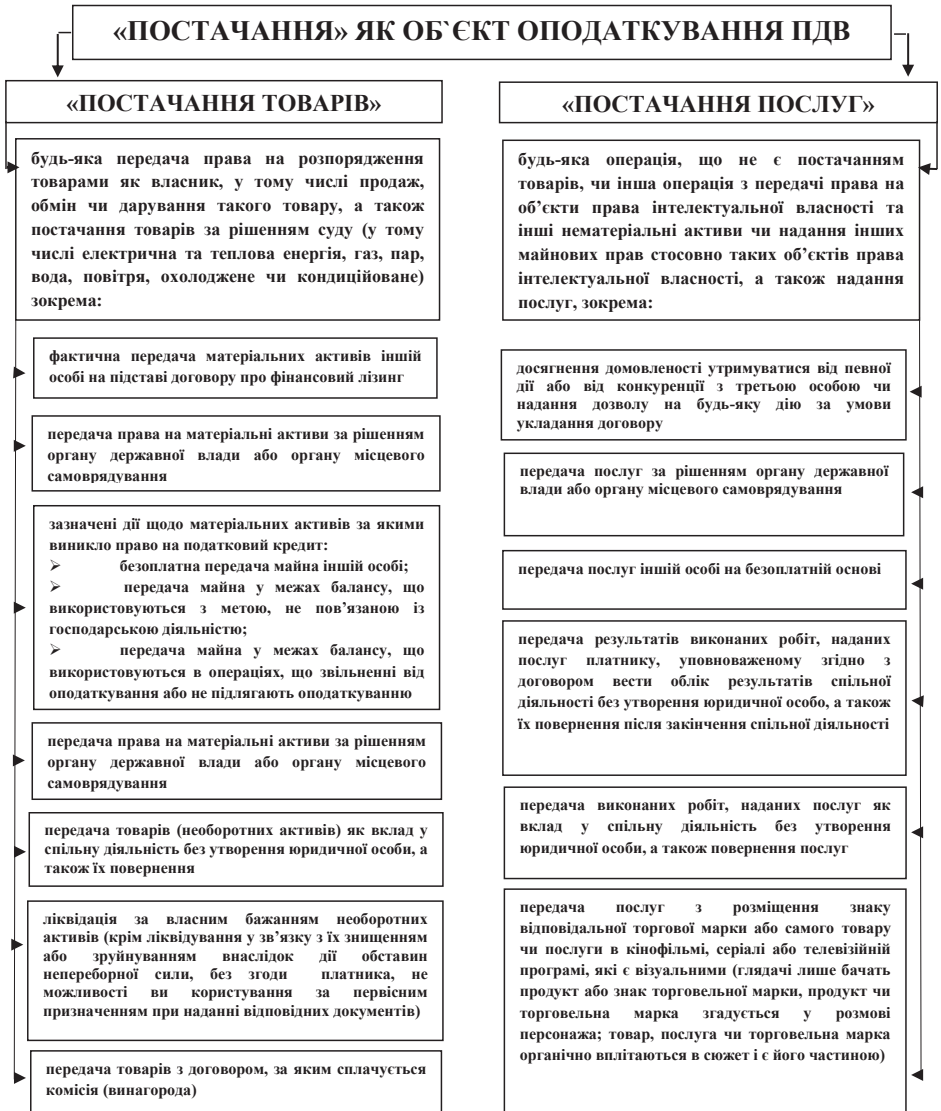 «ПОСТАЧАННЯ» ЯК ОБ`ЄКТ ОПОДАТКУВАННЯ ПДВ
«ПОСТАЧАННЯ ТОВАРІВ»
будь-яка передача права на розпорядження
товарами як власник, у тому числі продаж,
обмін чи дарування такого товару, а також
постачання товарів за рішенням суду (у тому
числі електрична та теплова енергія, газ, пар,
вода, повітря, охолоджене чи кондиційоване)
зокрема:
фактична передача матеріальних активів іншій
особі на підставі договору про фінансовий лізинг
передача права на матеріальні активи за рішенням
органу державної влади або органу місцевого
самоврядування
зазначені дії щодо матеріальних активів за якими
виникло право на податковий кредит:
➢ безоплатна передача майна іншій особі;
➢ передача майна у межах балансу, що
використовуються з метою, не пов’язаною із
господарською діяльністю;
➢ передача майна у межах балансу, що
використовуються в операціях, що звільненні від
оподаткування або не підлягають оподаткуванню
передача права на матеріальні активи за рішенням
органу державної влади або органу місцевого
самоврядування
передача товарів (необоротних активів) як вклад у
спільну діяльність без утворення юридичної особи, а
також їх повернення
ліквідація за власним бажанням необоротних
активів (крім ліквідування у зв’язку з їх знищенням
або зруйнуванням внаслідок дії обставин
непереборної сили, без згоди платника, не
можливості ви користування за первісним
призначенням при наданні відповідних документів)
передача товарів з договором, за яким сплачується
комісія (винагорода)
«ПОСТАЧАННЯ ПОСЛУГ»
будь-яка операція, що не є постачанням
товарів, чи інша операція з передачі права на
об’єкти права інтелектуальної власності та
інші нематеріальні активи чи надання інших
майнових прав стосовно таких об’єктів права
інтелектуальної власності, а також надання
послуг, зокрема:
досягнення домовленості утримуватися від певної
дії або від конкуренції з третьою особою чи
надання дозволу на будь-яку дію за умови
укладання договору
передача послуг за рішенням органу державної
влади або органу місцевого самоврядування
передача послуг іншій особі на безоплатній основі
передача результатів виконаних робіт, наданих
послуг платнику, уповноваженому згідно з
договором вести облік результатів спільної
діяльності без утворення юридичної особо, а також
їх повернення після закінчення спільної діяльності
передача виконаних робіт, наданих послуг як
вклад у спільну діяльність без утворення
юридичної особи, а також повернення послуг
передача послуг з розміщення знаку
відповідальної торгової марки або самого товару
чи послуги в кінофільмі, серіалі або телевізійній
програмі, які є візуальними (глядачі лише бачать
продукт або знак торговельної марки, продукт чи
торговельна марка згадується у розмові
персонажа; товар, послуга чи торговельна марка
органічно вплітаються в сюжет і є його частиною)